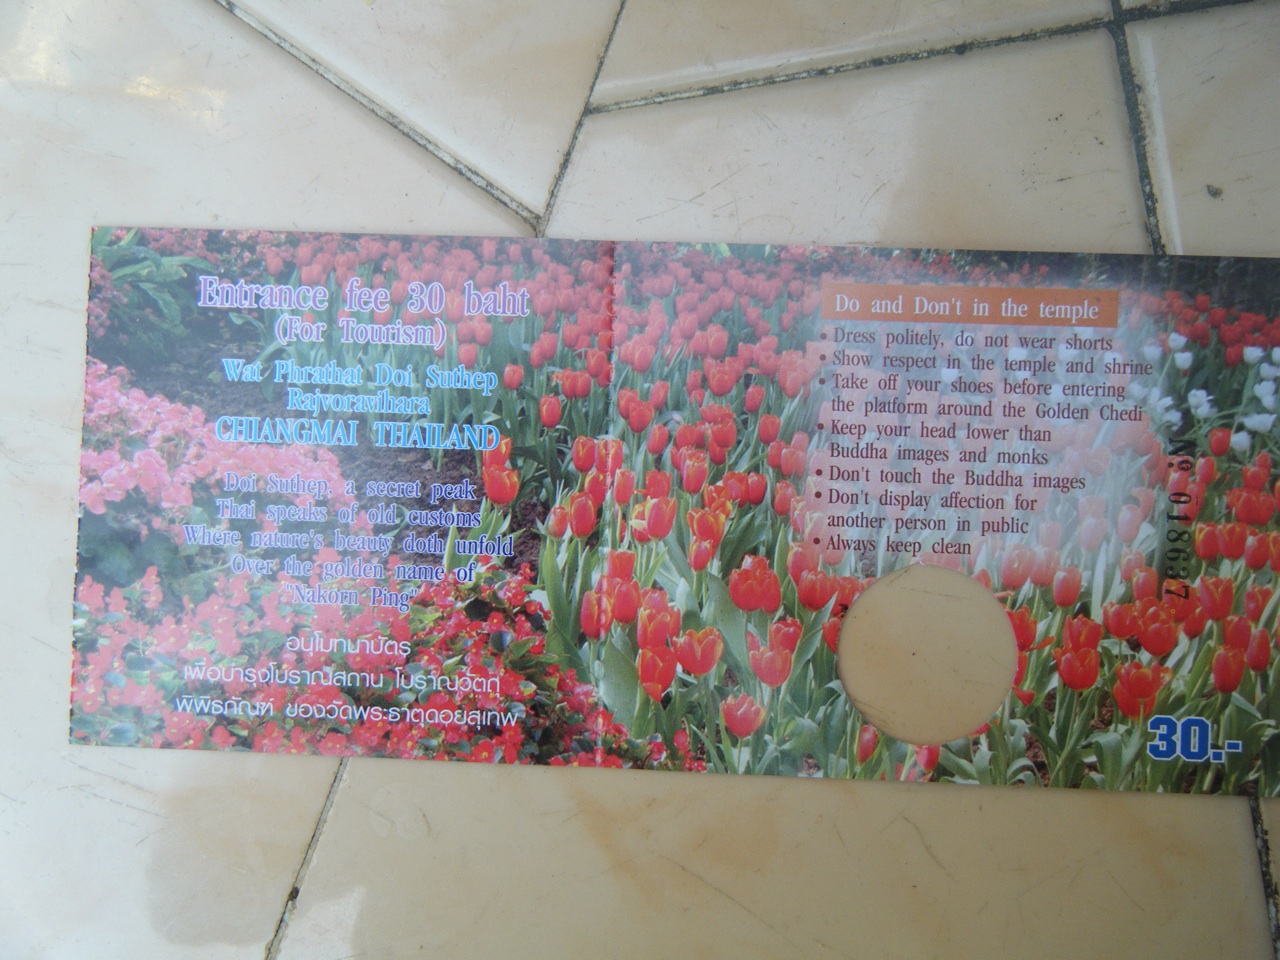 Entrance fee 30 baht
(For Tourism)
Wat Phrathat Doi Suthep
Rajvoravihara
CHIANGMAI THAILAND
Doi Suthep, a secret peak
Thai speaks of old customs
Where nature's beauty doth unfold
Over the golden name of
"Nakorn Ping"
อนุโมทนาบัตร
เพื่อบำรุงโบราณสถาน โบราณวัตถุ
พิพิธภัณฑ์ ของวัดพระธาตุดอยสุเทพ
Do and Don't in the temple
• Dress politely, do not wear shorts
• Show respect in the temple and shrine
• Take off your shoes before entering
the platform around the Golden Chedi
• Keep your head lower than
Buddha images and monks
• Don't touch the Buddha images
• Don't display affection for
another person in public
• Always keep clean
30.-